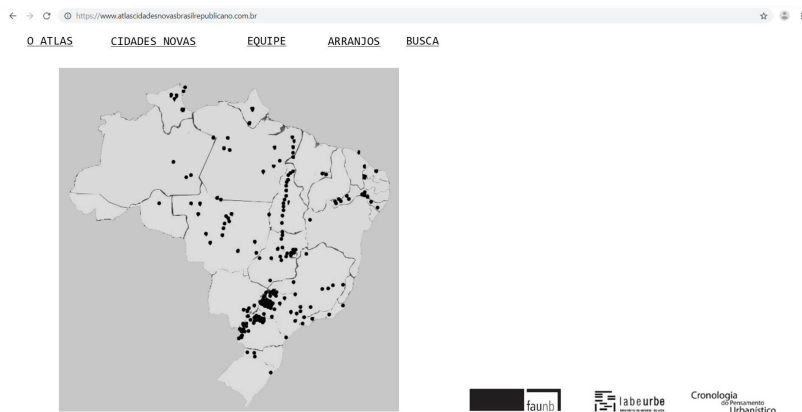 https://www.atlascidadesnovasbrasilrepublicano.com.br
O ATLAS CIDADES NOVAS EQUIPE ARRANJOS BUSCA
faunb
labeurbe
Cronologia
do Pensamento
Urbanístico